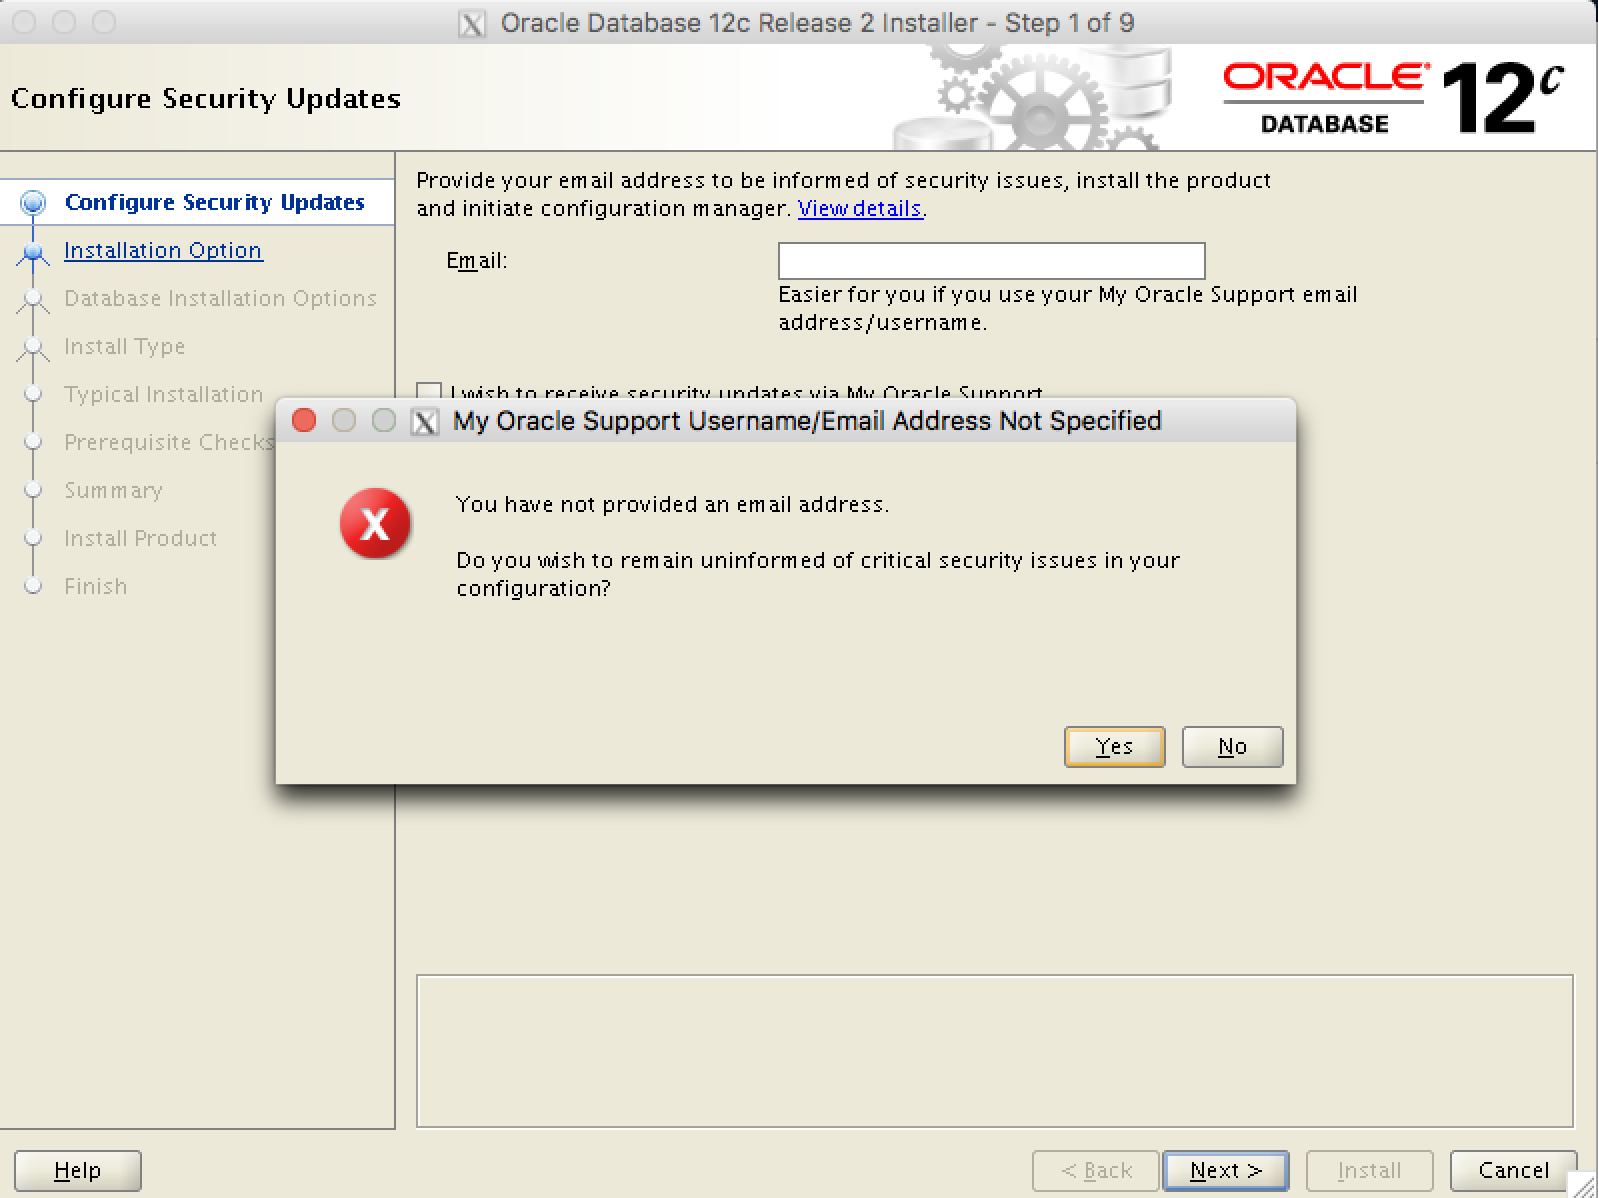 X Oracle Database 12c Release 2 Installer - Step 1 of 9
Configure Security Updates
ORACLE®
DATABASE
12c
Configure Security Updates
Installation Option
Database Installation Options
Install Type
Typical Installation
Prerequisite Checks
Summary
Install Product
Finish
Provide your email address to be informed of security issues, install the product
and initiate configuration manager. View details.
Email:
Easier for you if you use your My Oracle Support email
address/username.
I wish to receive security updates via My Oracle Support.
X My Oracle Support Username/Email Address Not Specified
X
You have not provided an email address.
Do you wish to remain uninformed of critical security issues in your
configuration?
Yes
No
Help
< Back
Next >
Install
Cancel